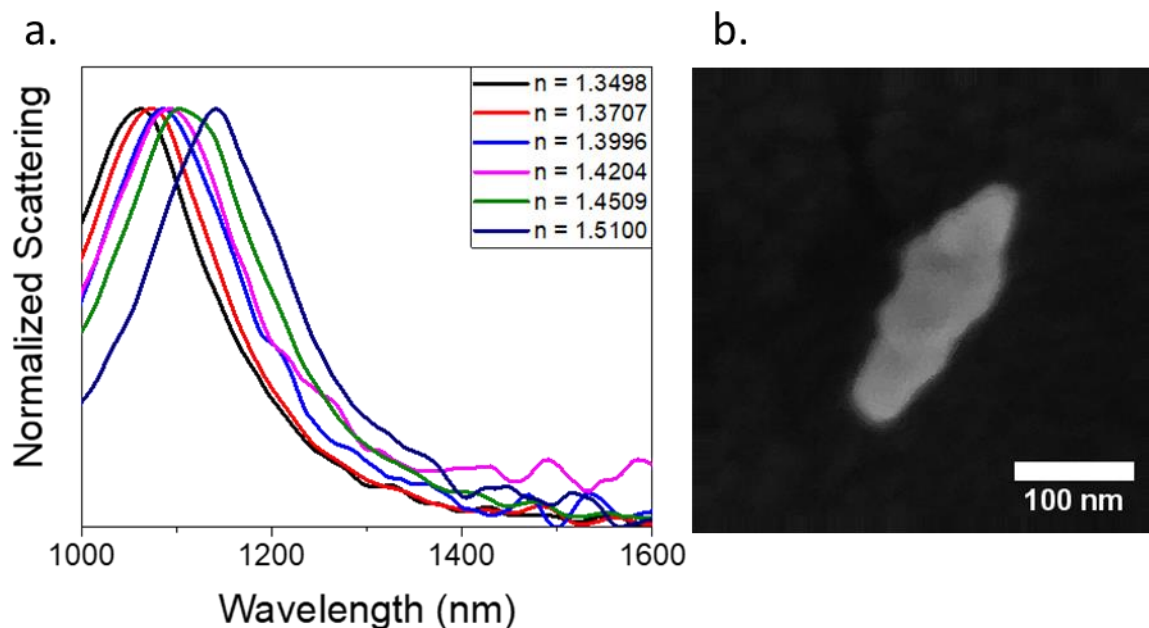 a.
b.
Normalized Scattering
n = 1.3498
n = 1.3707
n = 1.3996
n = 1.4204
n = 1.4509
n = 1.5100
1000
1200
1400
1600
Wavelength (nm)
100 nm